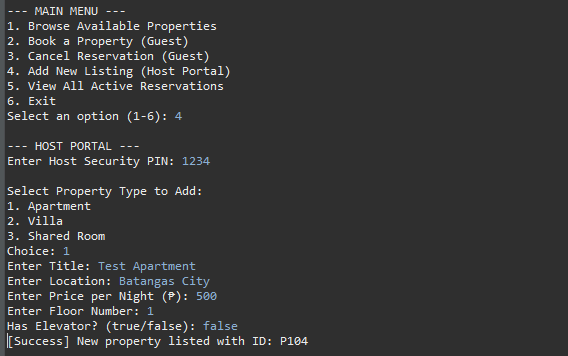 --- MAIN MENU ---
1. Browse Available Properties
2. Book a Property (Guest)
3. Cancel Reservation (Guest)
4. Add New Listing (Host Portal)
5. View All Active Reservations
6. Exit
Select an option (1-6): 4
--- HOST PORTAL ---
Enter Host Security PIN: 1234
Select Property Type to Add:
1. Apartment
2. Villa
3. Shared Room
Choice: 1
Enter Title: Test Apartment
Enter Location: Batangas City
Enter Price per Night (₱): 500
Enter Floor Number: 1
Has Elevator? (true/false): false
[Success] New property listed with ID: P104